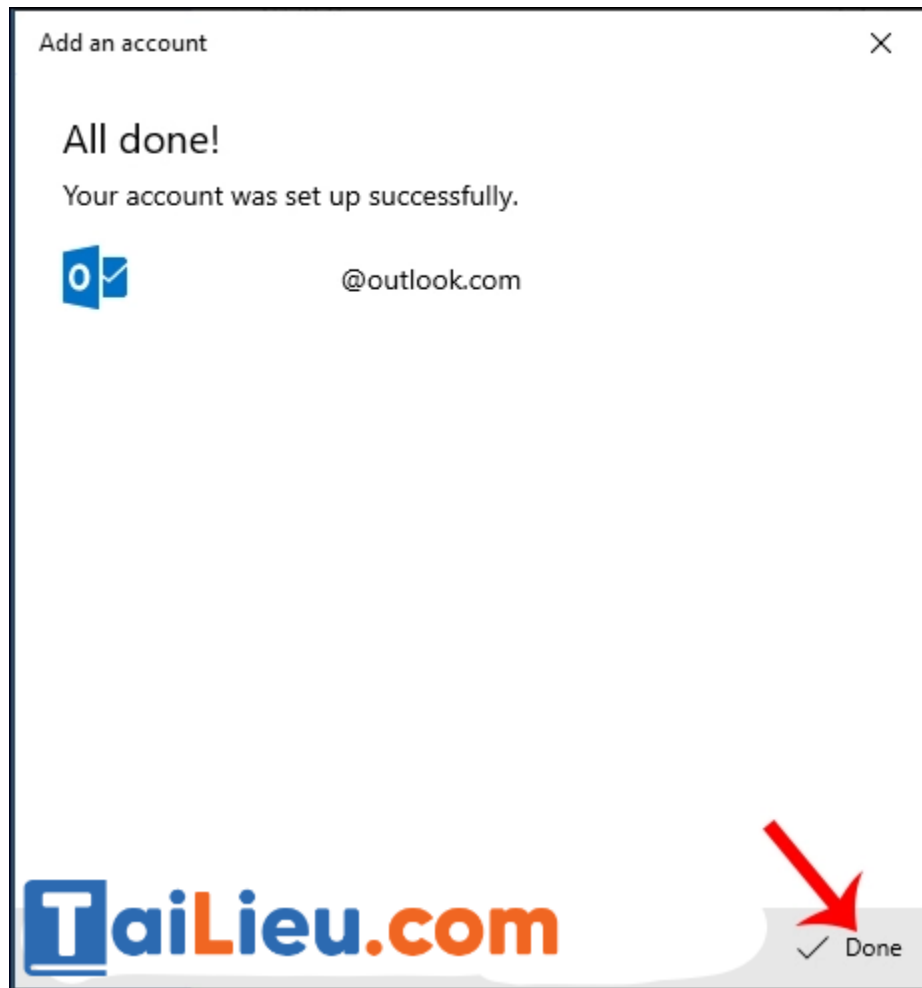 Add an account
All done!
Your account was set up successfully.
@outlook.com
TaiLieu.com
Done